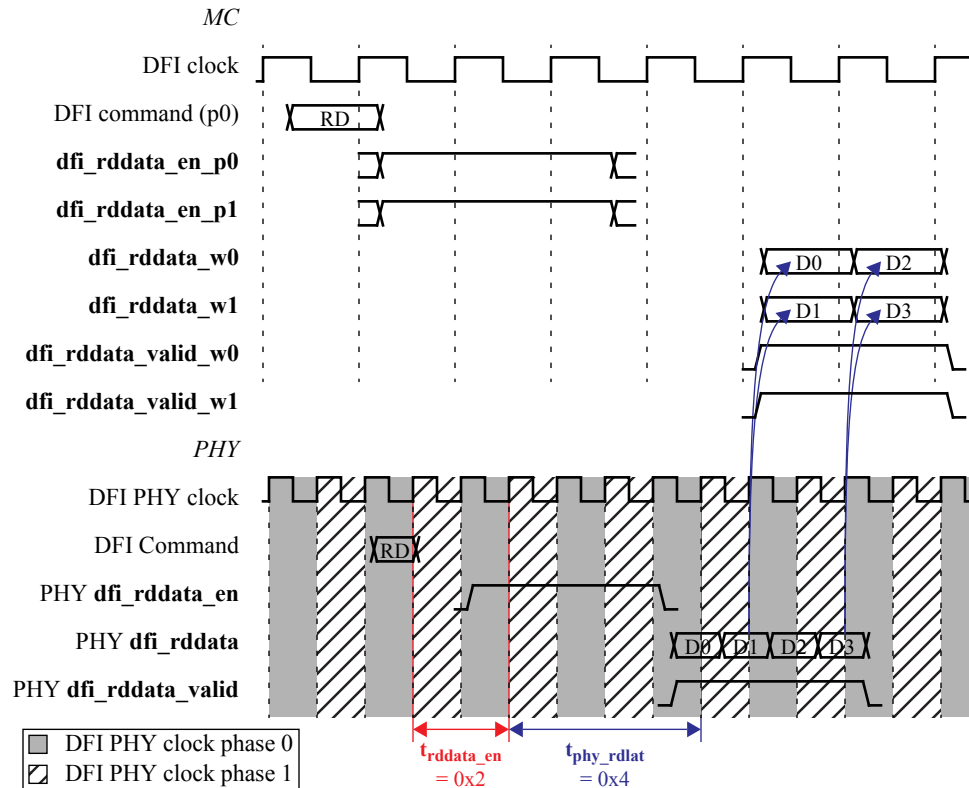 MC
DFI clock
DFI command (p0)
RD
dfi_rddata_en_p0
dfi_rddata_en_p1
dfi_rddata_w0
D0 D2
dfi_rddata_w1
D1 D3
dfi_rddata_valid_w0
dfi_rddata_valid_w1
PHY
DFI PHY clock
DFI Command
RD
PHY dfi_rddata_en
PHY dfi_rddata
D0 D1 D2 D3
PHY dfi_rddata_valid
DFI PHY clock phase 0
DFI PHY clock phase 1
trddata_en
= 0x2
tphy_rdlat
= 0x4